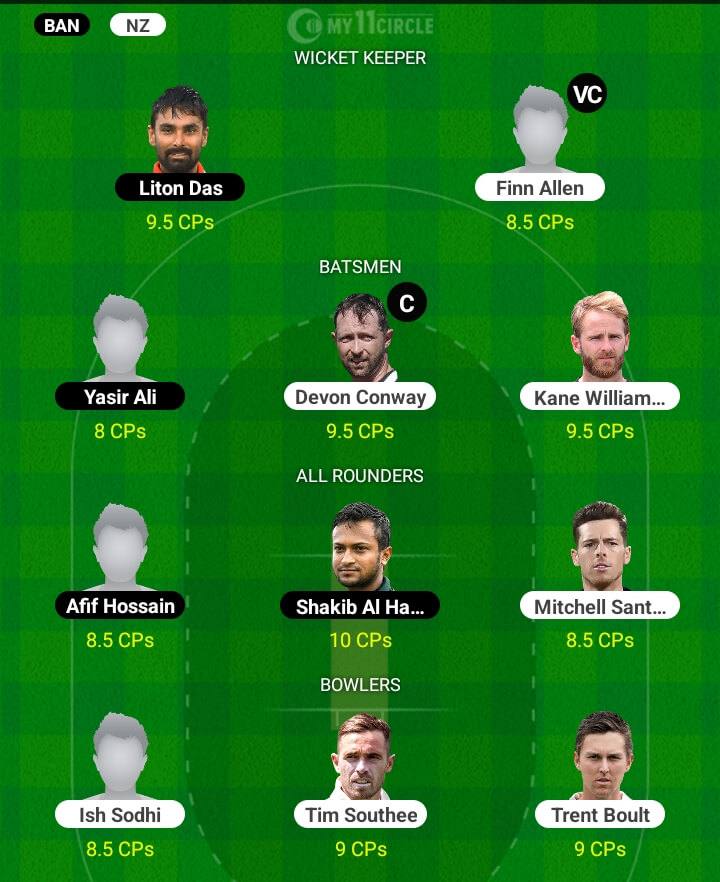 BAN NZ MY11CIRCLE
WICKET KEEPER
VC
Liton Das Finn Allen
9.5 CPs 8.5 CPs
BATSMEN
C
Yasir Ali Devon Conway Kane William...
8 CPs 9.5 CPs 9.5 CPs
ALL ROUNDERS
Afif Hossain Shakib Al Ha... Mitchell Sant...
8.5 CPs 10 CPs 8.5 CPs
BOWLERS
Ish Sodhi Tim Southee Trent Boult
8.5 CPs 9 CPs 9 CPs